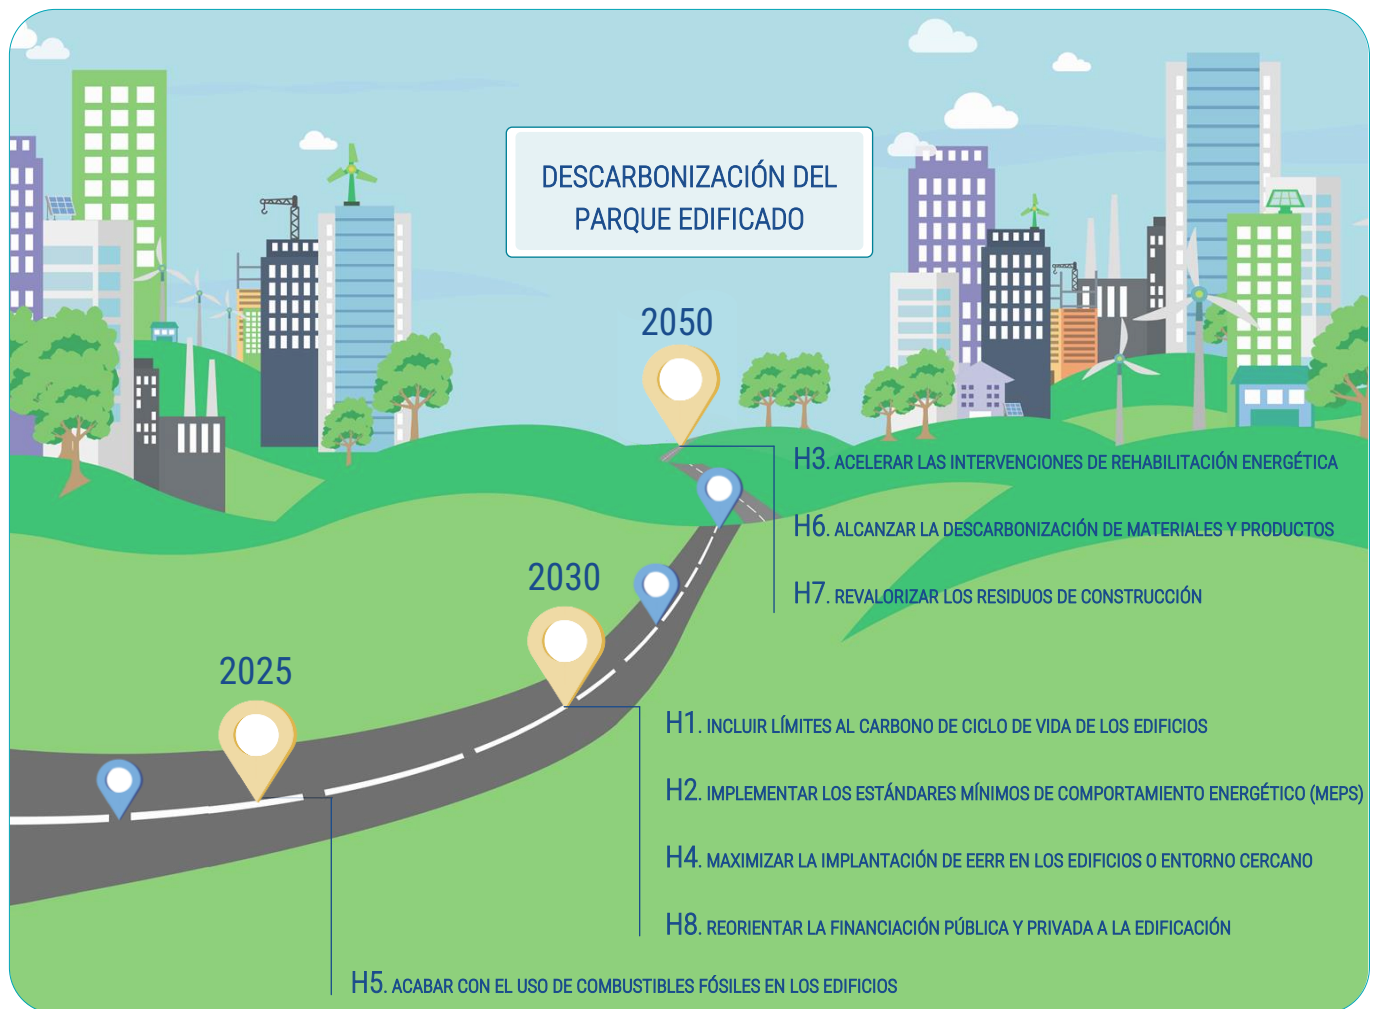 DESCARBONIZACIÓN DEL
PARQUE EDIFICADO
2050
H3. ACELERAR LAS INTERVENCIONES DE REHABILITACIÓN ENERGÉTICA
H6. ALCANZAR LA DESCARBONIZACIÓN DE MATERIALES Y PRODUCTOS
H7. REVALORIZAR LOS RESIDUOS DE CONSTRUCCIÓN
2030
H1. INCLUIR LÍMITES AL CARBONO DE CICLO DE VIDA DE LOS EDIFICIOS
H2. IMPLEMENTAR LOS ESTÁNDARES MÍNIMOS DE COMPORTAMIENTO ENERGÉTICO (MEPS)
H4. MAXIMIZAR LA IMPLANTACIÓN DE EERR EN LOS EDIFICIOS O ENTORNO CERCANO
H8. REORIENTAR LA FINANCIACIÓN PÚBLICA Y PRIVADA A LA EDIFICACIÓN
2025
H5. ACABAR CON EL USO DE COMBUSTIBLES FÓSILES EN LOS EDIFICIOS